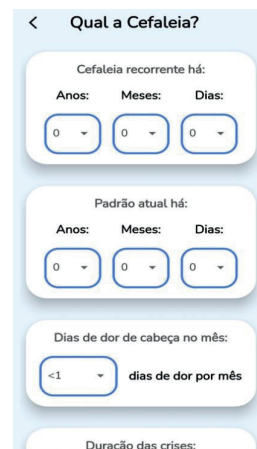 < Qual a Cefaleia?
Cefaleia recorrente há:
Anos: Meses: Dias:
0 0 0
Padrão atual há:
Anos: Meses: Dias:
0 0 0
Dias de dor de cabeça no mês:
<1 dias de dor por mês
Duração das crises: